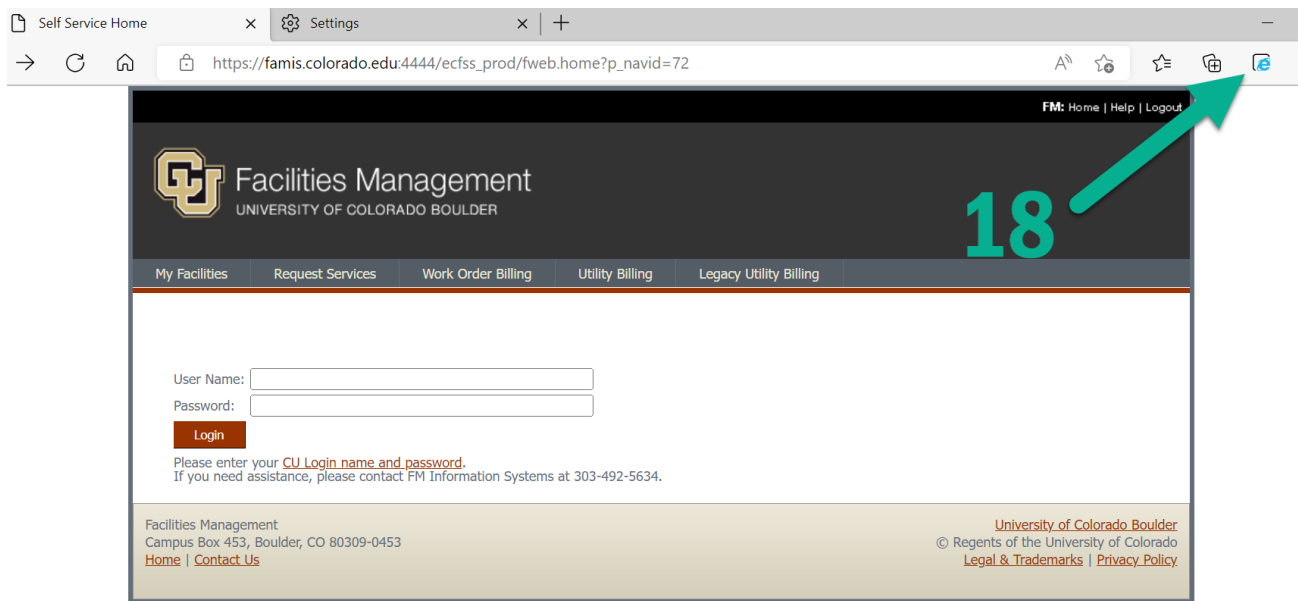 Self Service Home
Settings
https://famis.colorado.edu:4444/ecfss_prod/fweb.home?p_navid=72
FM: Home | Help | Logout
CU Facilities Management
UNIVERSITY OF COLORADO BOULDER
18
My Facilities Request Services Work Order Billing Utility Billing Legacy Utility Billing
User Name:
Password:
Login
Please enter your CU Login name and password.
If you need assistance, please contact FM Information Systems at 303-492-5634.
Facilities Management University of Colorado Boulder
Campus Box 453, Boulder, CO 80309-0453 © Regents of the University of Colorado
Home | Contact Us Legal & Trademarks | Privacy Policy